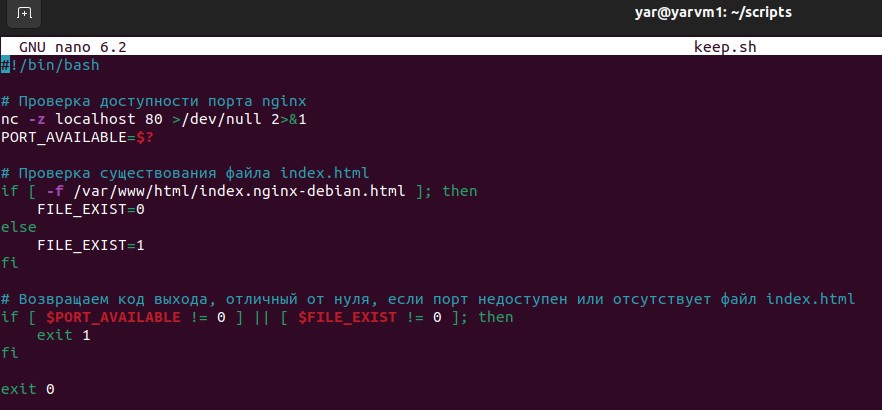 yar@yarvm1: ~/scripts
GNU nano 6.2 keep.sh
#!/bin/bash
# Проверка доступности порта nginx
nc -z localhost 80 >/dev/null 2>&1
PORT_AVAILABLE=$?
# Проверка существования файла index.html
if [ -f /var/www/html/index.nginx-debian.html ]; then
    FILE_EXIST=0
else
    FILE_EXIST=1
fi
# Возвращаем код выхода, отличный от нуля, если порт недоступен или отсутствует файл index.html
if [ $PORT_AVAILABLE != 0 ] || [ $FILE_EXIST != 0 ]; then
    exit 1
fi
exit 0